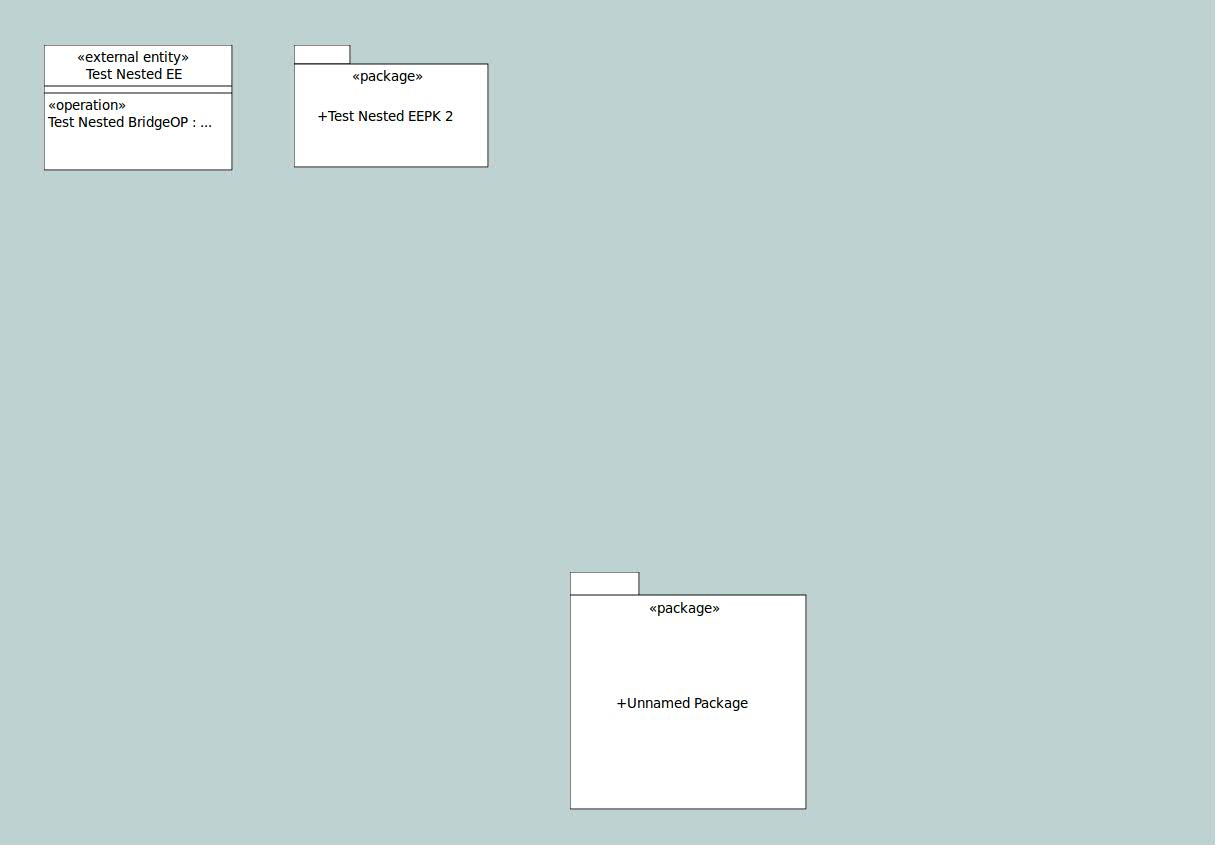 «external entity»
Test Nested EE
«operation»
Test Nested BridgeOP : ...
«package»
+Test Nested EEPK 2
«package»
+Unnamed Package